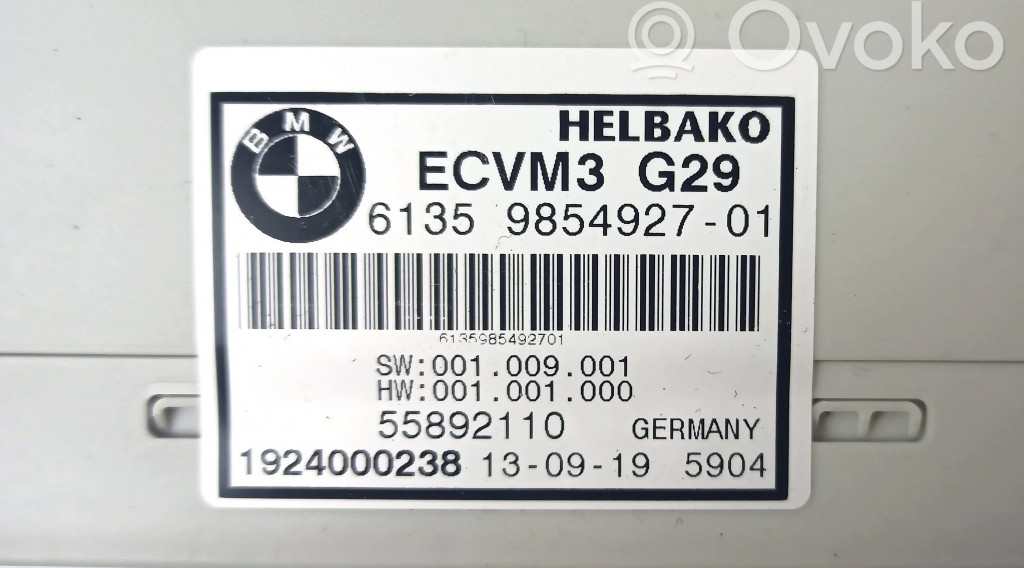 Ovoko
BMW
HELBAKO
ECVM3 G29
6135 9854927-01
6135985492701
SW:001.009.001
HW:001.001.000
55892110 GERMANY
1924000238 13-09-19 5904